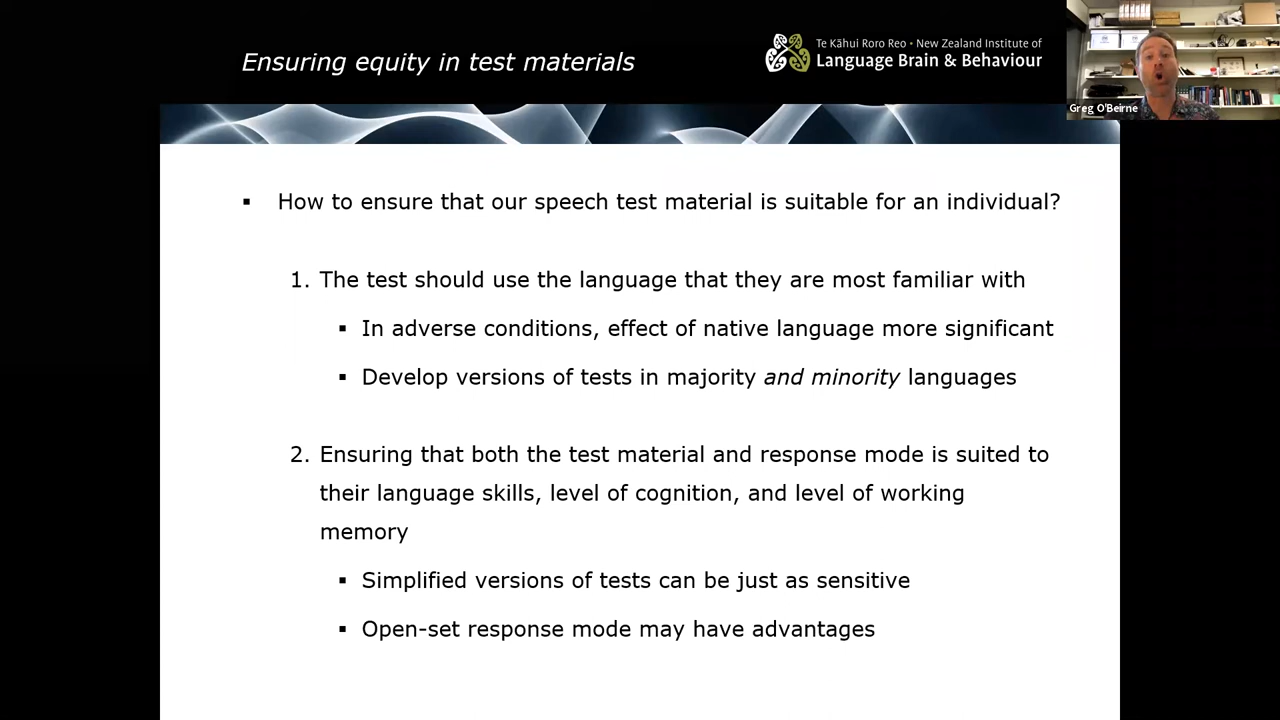 Ensuring equity in test materials
Te Kāhui Roro Reo • New Zealand Institute of
Language Brain & Behaviour
Greg O'Beirne
▪ How to ensure that our speech test material is suitable for an individual?
1. The test should use the language that they are most familiar with
▪ In adverse conditions, effect of native language more significant
▪ Develop versions of tests in majority and minority languages
2. Ensuring that both the test material and response mode is suited to
their language skills, level of cognition, and level of working
memory
▪ Simplified versions of tests can be just as sensitive
▪ Open-set response mode may have advantages